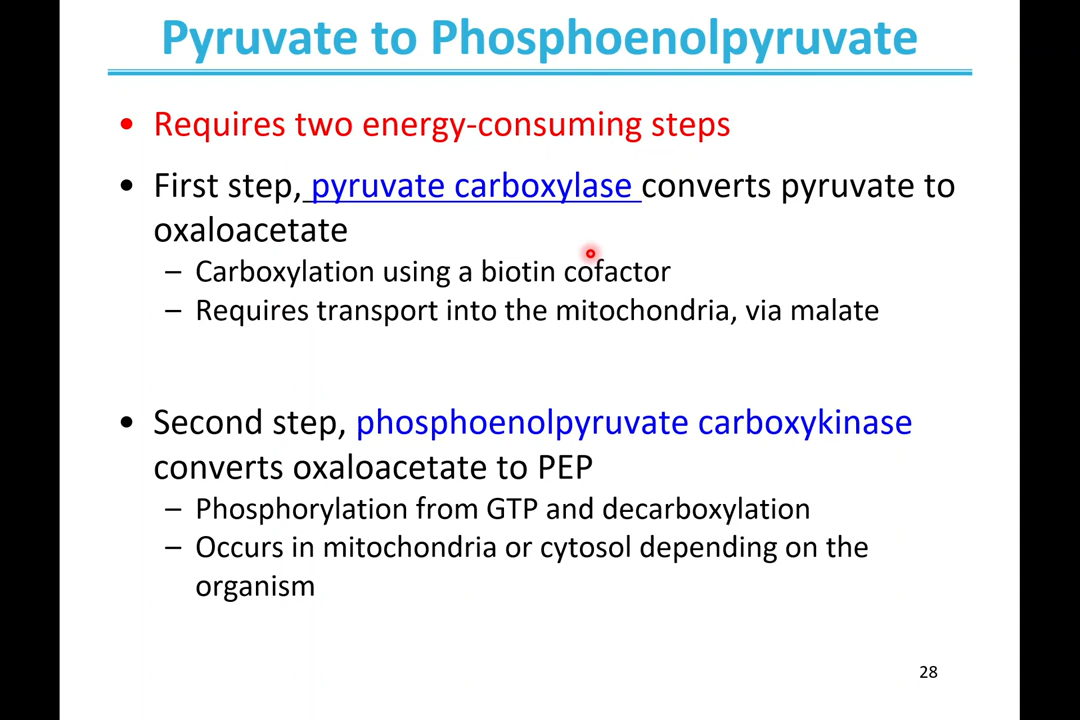 Pyruvate to Phosphoenolpyruvate
• Requires two energy-consuming steps
• First step, pyruvate carboxylase converts pyruvate to
oxaloacetate
– Carboxylation using a biotin cofactor
– Requires transport into the mitochondria, via malate
• Second step, phosphoenolpyruvate carboxykinase
converts oxaloacetate to PEP
– Phosphorylation from GTP and decarboxylation
– Occurs in mitochondria or cytosol depending on the
organism
28